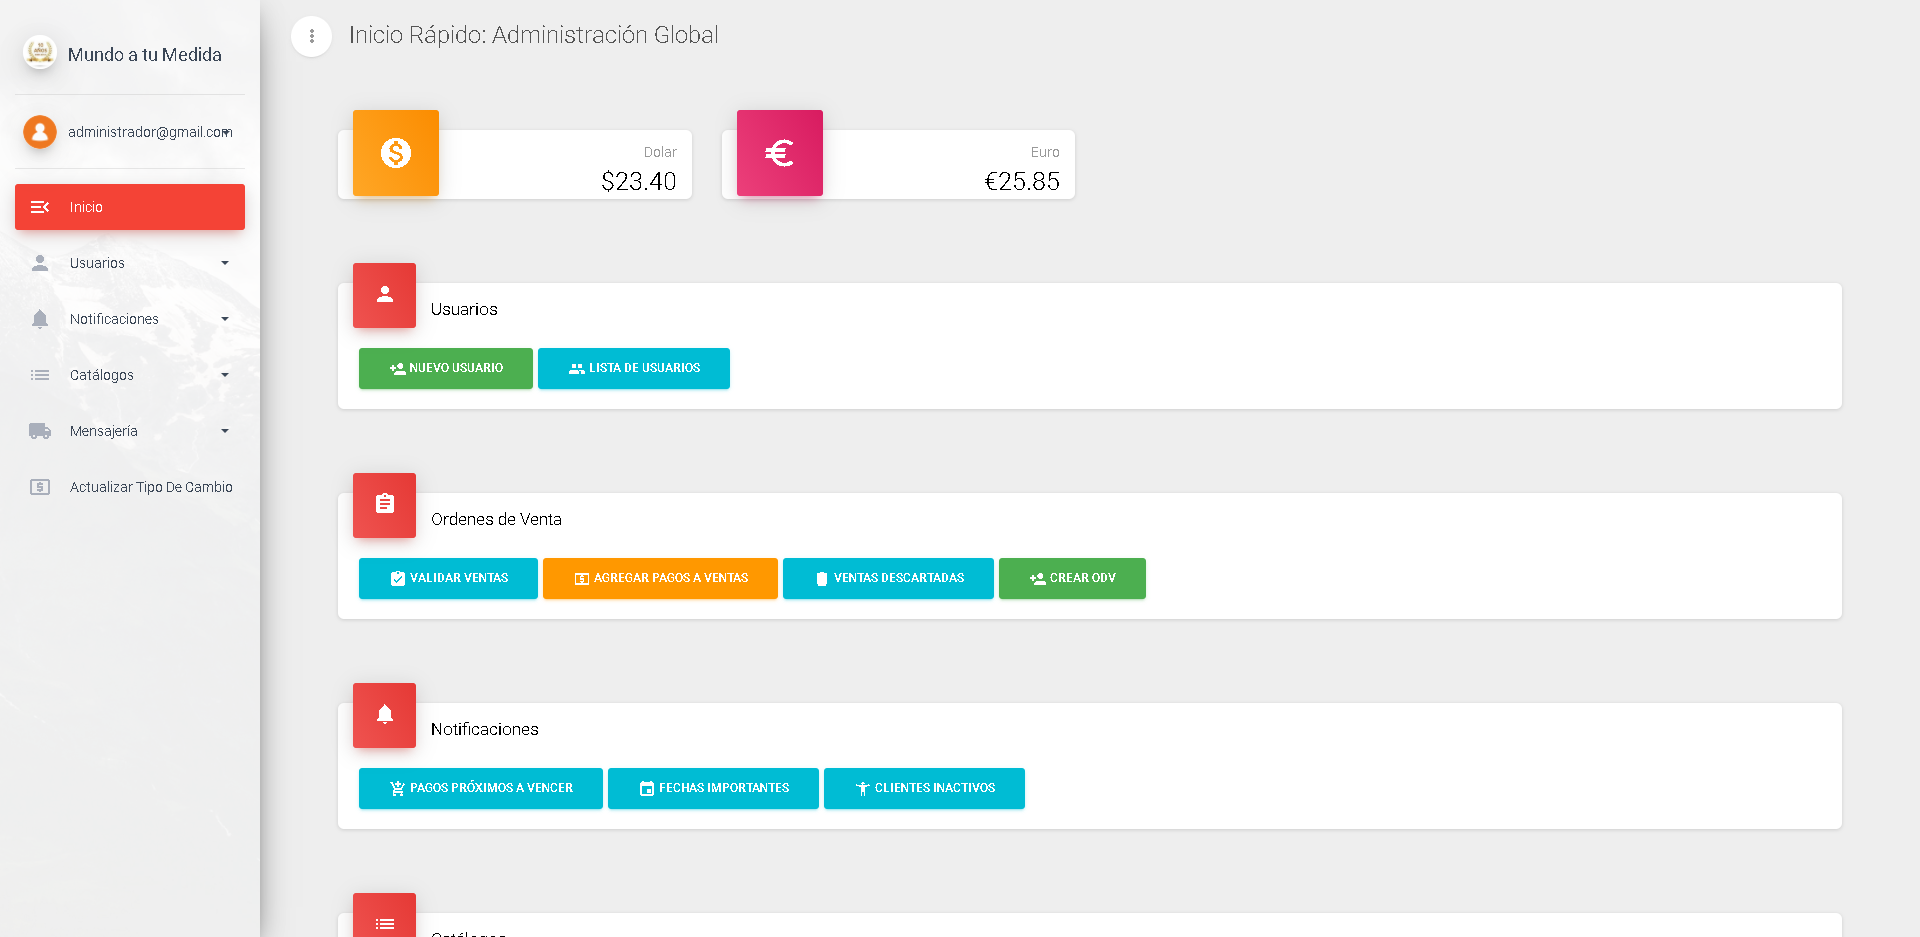 Mundo a tu Medida
administrador@gmail.com
Inicio
Usuarios
Notificaciones
Catálogos
Mensajería
Actualizar Tipo De Cambio
Inicio Rápido: Administración Global
Dolar
$23.40
Euro
€25.85
Usuarios
NUEVO USUARIO
LISTA DE USUARIOS
Ordenes de Venta
VALIDAR VENTAS
AGREGAR PAGOS A VENTAS
VENTAS DESCARTADAS
CREAR ODV
Notificaciones
PAGOS PRÓXIMOS A VENCER
FECHAS IMPORTANTES
CLIENTES INACTIVOS
Catálogos